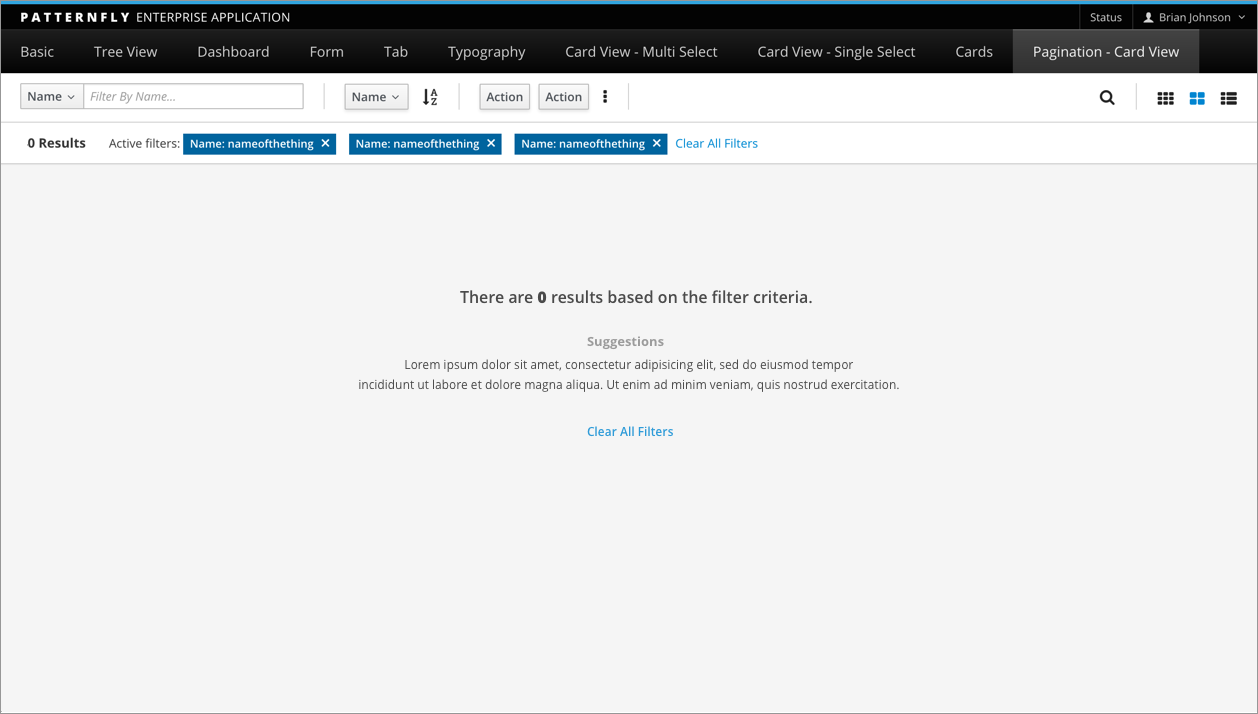 PATTERNFLY ENTERPRISE APPLICATION Status Brian Johnson
Basic Tree View Dashboard Form Tab Typography Card View - Multi Select Card View - Single Select Cards Pagination - Card View
Name Filter By Name... Name A Z Action Action
0 Results Active filters: Name: nameofthething × Name: nameofthething × Name: nameofthething × Clear All Filters
There are 0 results based on the filter criteria.
Suggestions
Lorem ipsum dolor sit amet, consectetur adipisicing elit, sed do eiusmod tempor
incididunt ut labore et dolore magna aliqua. Ut enim ad minim veniam, quis nostrud exercitation.
Clear All Filters